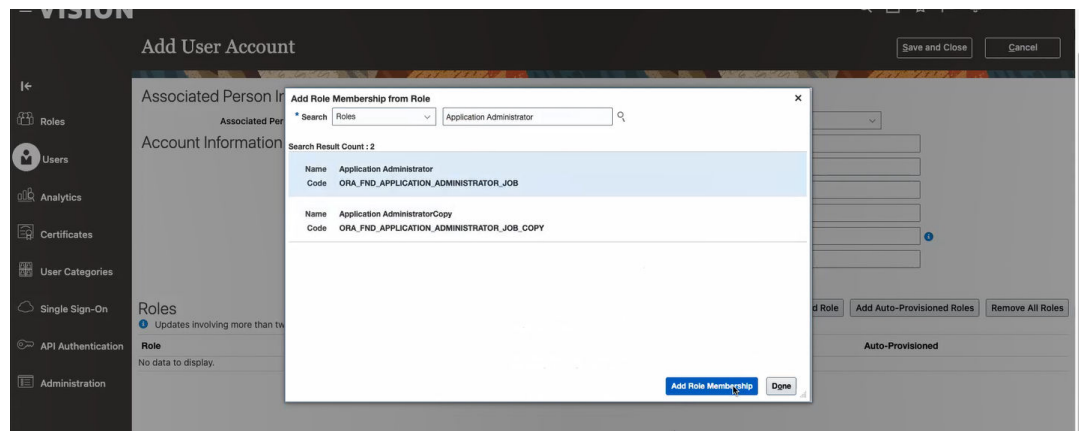 VISION
Add User Account
Save and Close
Cancel
Roles
Users
Analytics
Certificates
User Categories
Single Sign-On
API Authentication
Administration
Associated Person In
Associated Per
Account Information
Add Role Membership from Role
* Search Roles Application Administrator
Search Result Count : 2
Name Application Administrator
Code ORA_FND_APPLICATION_ADMINISTRATOR_JOB
Name Application AdministratorCopy
Code ORA_FND_APPLICATION_ADMINISTRATOR_JOB_COPY
Add Role Membership
Done
Roles
d Role
Add Auto-Provisioned Roles
Remove All Roles
Updates involving more than tw
Role
Auto-Provisioned
No data to display.